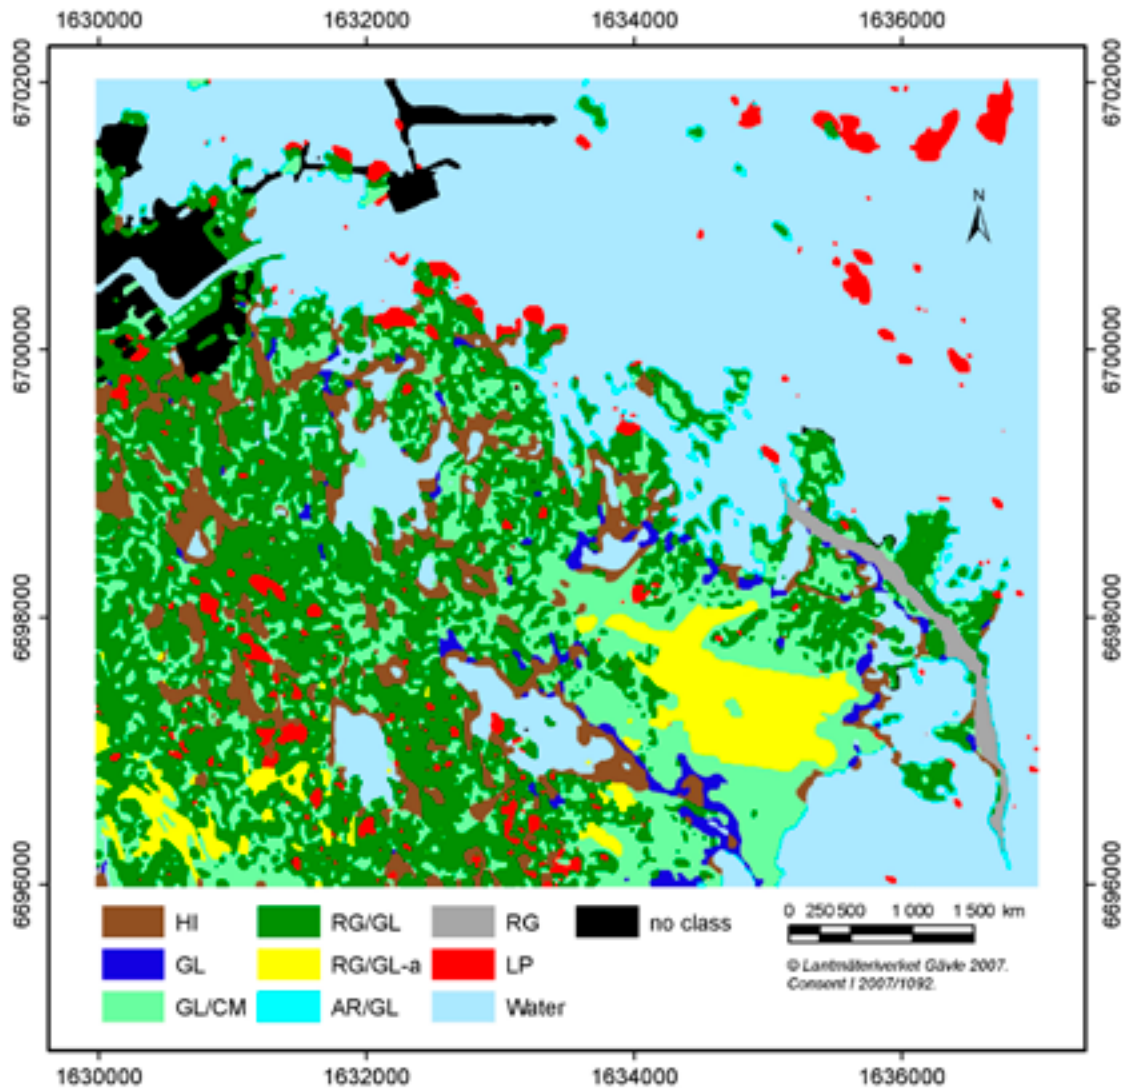 1630000 1632000 1634000 1636000
6702000 6702000
N
6700000 6700000
6698000 6698000
6696000 6696000
HI RG/GL RG no class
GL RG/GL-a LP
GL/CM AR/GL Water
0 250 500 1 000 1 500 km
© Lantmäteriverket Gävle 2007.
Consent I 2007/1092.
1630000 1632000 1634000 1636000